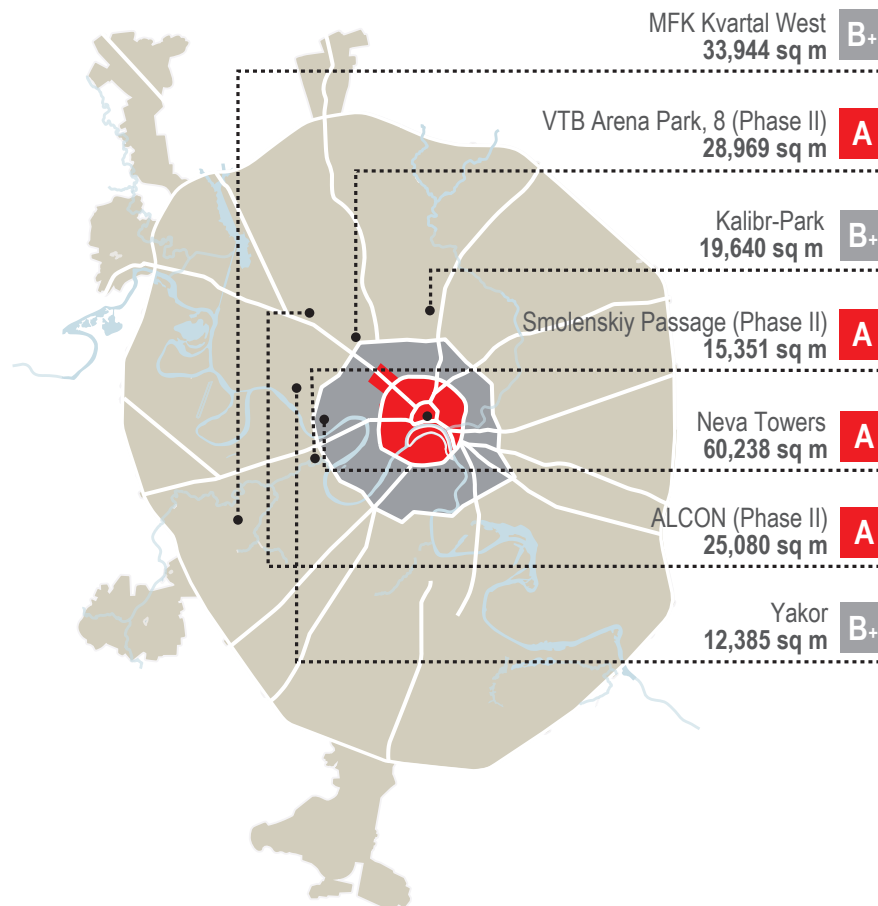 MFK Kvartal West
33,944 sq m
B+
VTB Arena Park, 8 (Phase II)
28,969 sq m
A
Kalibr-Park
19,640 sq m
B+
Smolenskiy Passage (Phase II)
15,351 sq m
A
Neva Towers
60,238 sq m
A
ALCON (Phase II)
25,080 sq m
A
Yakor
12,385 sq m
B+